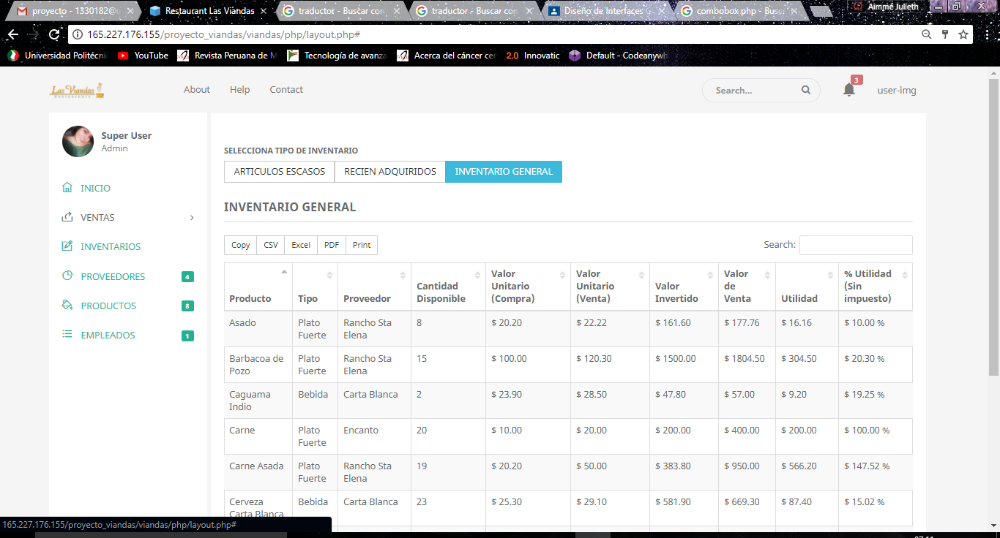 proyecto - 1330182@u
Restaurant Las Viandas
traductor - Buscar con
traductor - Buscar con
Diseño de Interfaces G
combobox php - Bus
Aimmé Julieth
165.227.176.155/proyecto_viandas/viandas/php/layout.php#
Universidad Politécnic
YouTube
Revista Peruana de M
Tecnología de avanza
Acerca del cáncer cer
2.0 Innovatic
Default - Codeanywh
Las Viandas
RESTAURANTE
About
Help
Contact
Search...
3
user-img
Super User
Admin
INICIO
VENTAS
INVENTARIOS
PROVEEDORES 4
PRODUCTOS 8
EMPLEADOS 1
SELECCIONA TIPO DE INVENTARIO
ARTICULOS ESCASOS
RECIEN ADQUIRIDOS
INVENTARIO GENERAL
INVENTARIO GENERAL
Copy
CSV
Excel
PDF
Print
Search:
Producto
Tipo
Proveedor
Cantidad
Disponible
Valor
Unitario
(Compra)
Valor
Unitario
(Venta)
Valor
Invertido
Valor
de
Venta
Utilidad
% Utilidad
(Sin
impuesto)
Asado
Plato
Fuerte
Rancho Sta
Elena
8
$ 20.20
$ 22.22
$ 161.60
$ 177.76
$ 16.16
$ 10.00 %
Barbacoa de
Pozo
Plato
Fuerte
Rancho Sta
Elena
15
$ 100.00
$ 120.30
$ 1500.00
$ 1804.50
$ 304.50
$ 20.30 %
Caguama
Indio
Bebida
Carta Blanca
2
$ 23.90
$ 28.50
$ 47.80
$ 57.00
$ 9.20
$ 19.25 %
Carne
Plato
Fuerte
Encanto
20
$ 10.00
$ 20.00
$ 200.00
$ 400.00
$ 200.00
$ 100.00 %
Carne Asada
Plato
Fuerte
Rancho Sta
Elena
19
$ 20.20
$ 50.00
$ 383.80
$ 950.00
$ 566.20
$ 147.52 %
Cerveza
Carta Blanca
Bebida
Carta Blanca
23
$ 25.30
$ 29.10
$ 581.90
$ 669.30
$ 87.40
$ 15.02 %
165.227.176.155/proyecto_viandas/viandas/php/layout.php#